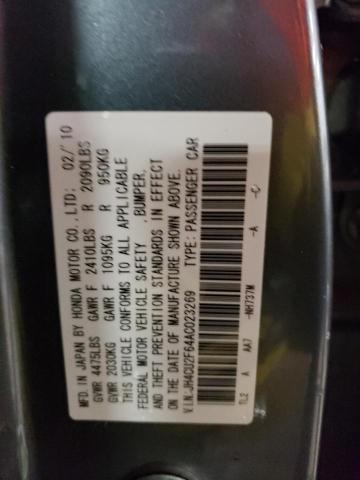 MFD. IN JAPAN BY HONDA MOTOR CO., LTD: 02/'10
GVWR 4475LBS GAWR F 2410LBS R 2090LBS
GVWR 2030KG GAWR F 1095KG R 950KG
THIS VEHICLE CONFORMS TO ALL APPLICABLE
FEDERAL MOTOR VEHICLE SAFETY , BUMPER,
AND THEFT PREVENTION STANDARDS IN EFFECT
ON THE DATE OF MANUFACTURE SHOWN ABOVE.
V.I.N.:JH4CU2F64AC023269 TYPE: PASSENGER CAR
TL2 A AA7 -NH737M -A -C-